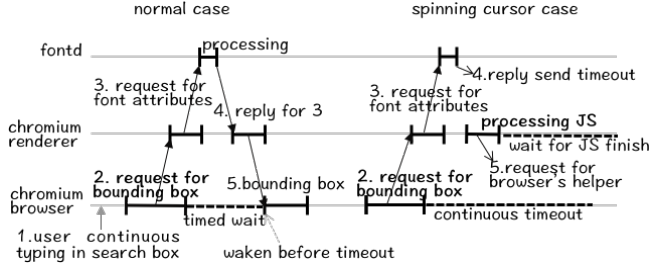 normal case
spinning cursor case
fontd
processing
4.reply send timeout
3. request for
font attributes
4. reply for 3
3. request for
font attributes
chromium
renderer
processing JS
wait for JS finish
2. request for
bounding box
5.bounding box
2. request for
bounding box
5.request for
browser's helper
chromium
browser
timed wait
continuous timeout
1.user continuous
typing in search box
waken before timeout